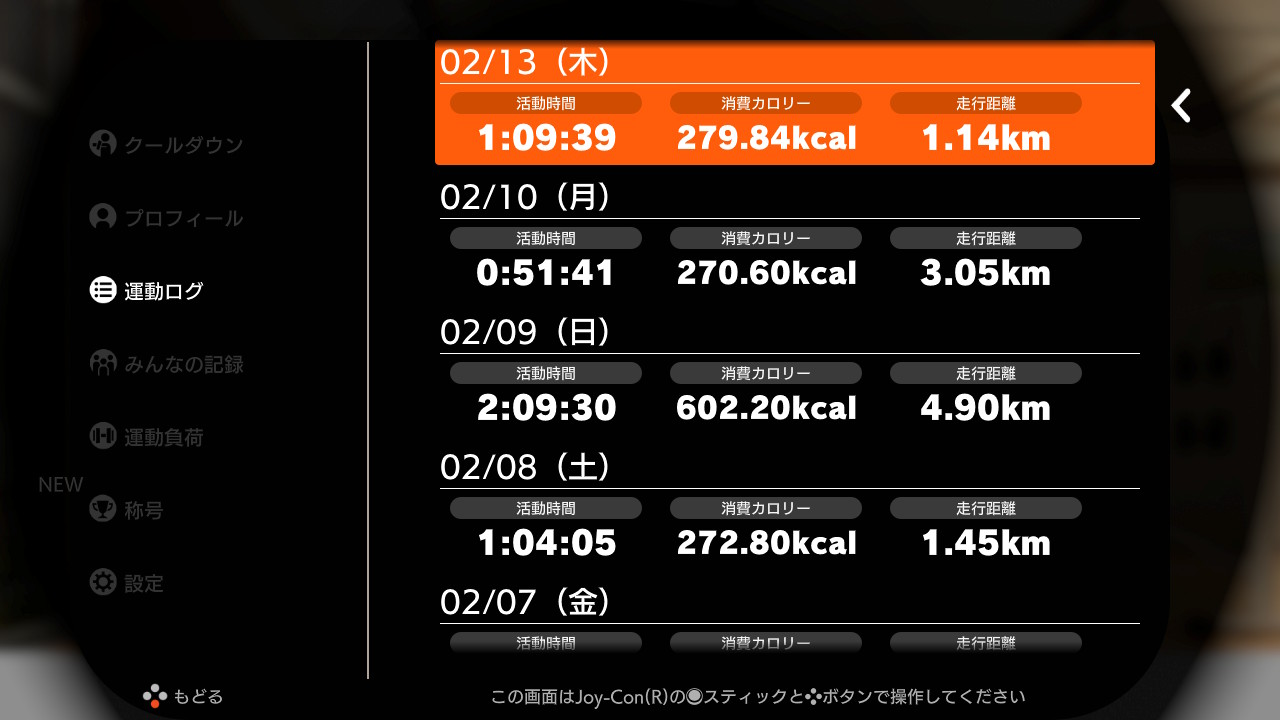 クールダウン
プロフィール
運動ログ
みんなの記録
運動負荷
NEW
称号
設定
02/13（木）
活動時間 消費カロリー 走行距離
1:09:39 279.84kcal 1.14km
02/10（月）
活動時間 消費カロリー 走行距離
0:51:41 270.60kcal 3.05km
02/09（日）
活動時間 消費カロリー 走行距離
2:09:30 602.20kcal 4.90km
02/08（土）
活動時間 消費カロリー 走行距離
1:04:05 272.80kcal 1.45km
02/07（金）
活動時間 消費カロリー 走行距離
もどる
この画面はJoy-Con(R)のスティックとボタンで操作してください